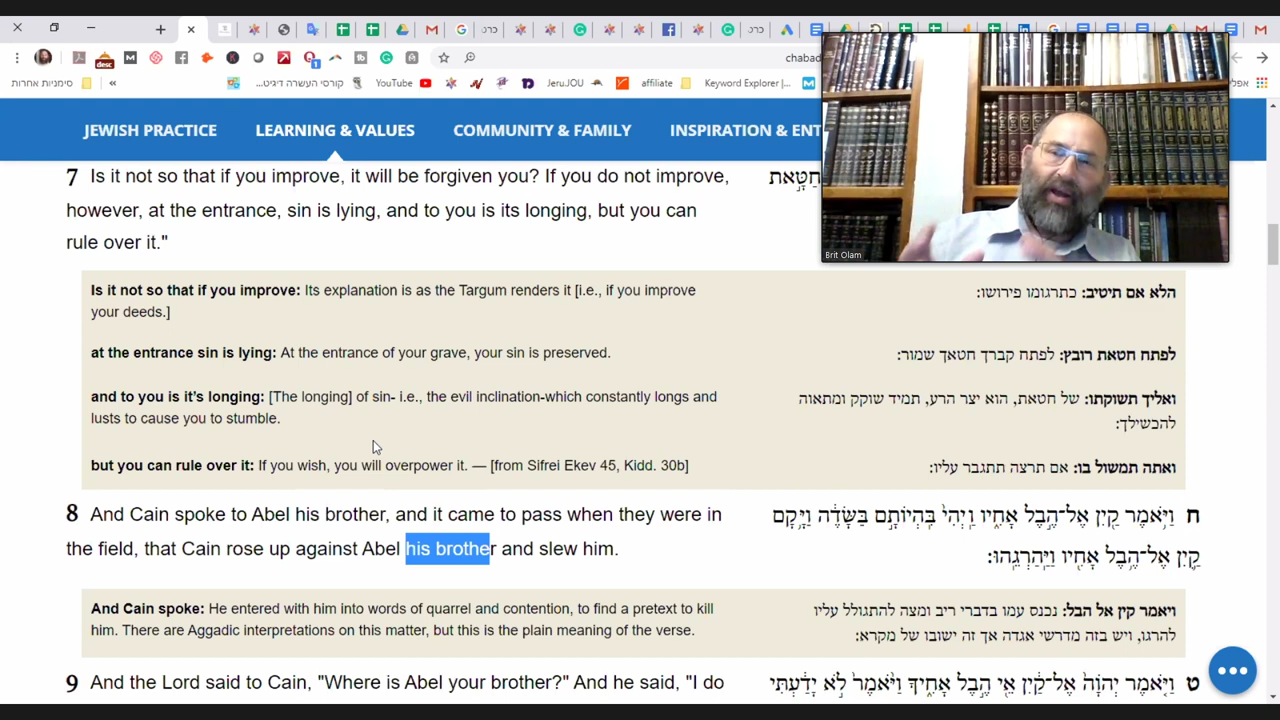 chabad
סימניות אחרות
קורסי העשרה דיגיט...
YouTube
Jeru.JOU
affiliate
Keyword Explorer |...
JEWISH PRACTICE LEARNING & VALUES COMMUNITY & FAMILY INSPIRATION & ENT
Brit Olam
7 Is it not so that if you improve, it will be forgiven you? If you do not improve,
however, at the entrance, sin is lying, and to you is its longing, but you can
rule over it."
חַטָּ֣את
Is it not so that if you improve: Its explanation is as the Targum renders it [i.e., if you improve
your deeds.]
הלא אם תיטיב: כתרגומו פירושו:
at the entrance sin is lying: At the entrance of your grave, your sin is preserved.
לפתח חטאת רובץ: לפתח קברך חטאך שמור:
and to you is it's longing: [The longing] of sin- i.e., the evil inclination-which constantly longs and
lusts to cause you to stumble.
ואליך תשוקתו: של חטאת, הוא יצר הרע, תמיד שוקק ומתאוה
להכשילך:
but you can rule over it: If you wish, you will overpower it. — [from Sifrei Ekev 45, Kidd. 30b]
ואתה תמשול בו: אם תרצה תתגבר עליו:
8 And Cain spoke to Abel his brother, and it came to pass when they were in
the field, that Cain rose up against Abel his brother and slew him.
ח וַיֹּ֥אמֶר קַ֖יִן אֶל־הֶ֣בֶל אָחִ֑יו וַֽיְהִי֙ בִּֽהְיוֹתָ֣ם בַּשָּׂדֶ֔ה וַיָּ֥קָם
קַ֛יִן אֶל־הֶ֥בֶל אָחִ֖יו וַיַּֽהַרְגֵֽהוּ:
And Cain spoke: He entered with him into words of quarrel and contention, to find a pretext to kill
him. There are Aggadic interpretations on this matter, but this is the plain meaning of the verse.
ויאמר קין אל הבל: נכנס עמו בדברי ריב ומצה להתגולל עליו
להרגו, ויש בזה מדרשי אגדה אך זה ישובו של מקרא:
9 And the Lord said to Cain, "Where is Abel your brother?" And he said, "I do
ט וַיֹּ֤אמֶר יְהֹוָה֙ אֶל־קַ֔יִן אֵ֖י הֶ֣בֶל אָחִ֑יךָ וַיֹּ֨אמֶר֙ לֹ֣א יָדַ֔עְתִּי